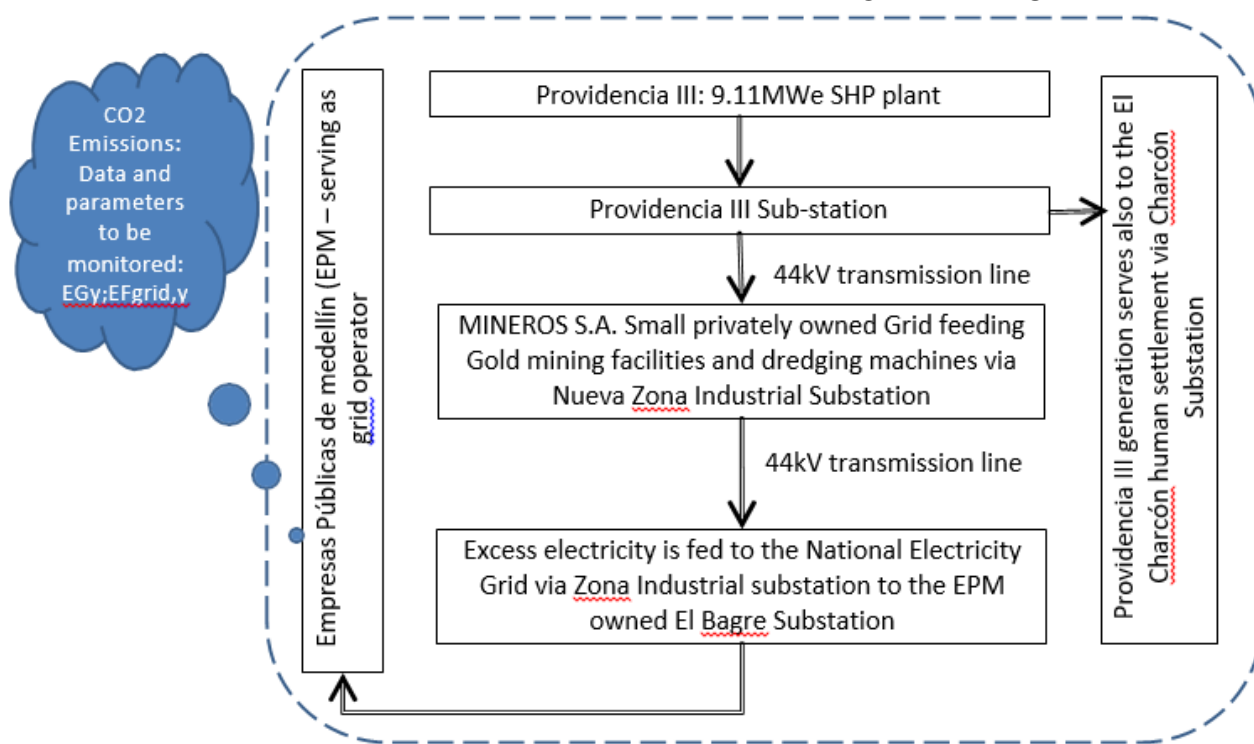 CO2
Emissions:
Data and
parameters
to be
monitored:
EGy;EFgrid,y
Empresas Públicas de medellín (EPM – serving as
grid operator
Providencia III: 9.11MWe SHP plant
Providencia III Sub-station
44kV transmission line
MINEROS S.A. Small privately owned Grid feeding
Gold mining facilities and dredging machines via
Nueva Zona Industrial Substation
44kV transmission line
Excess electricity is fed to the National Electricity
Grid via Zona Industrial substation to the EPM
owned El Bagre Substation
Providencia III generation serves also to the El
Charcón human settlement via Charcón
Substation